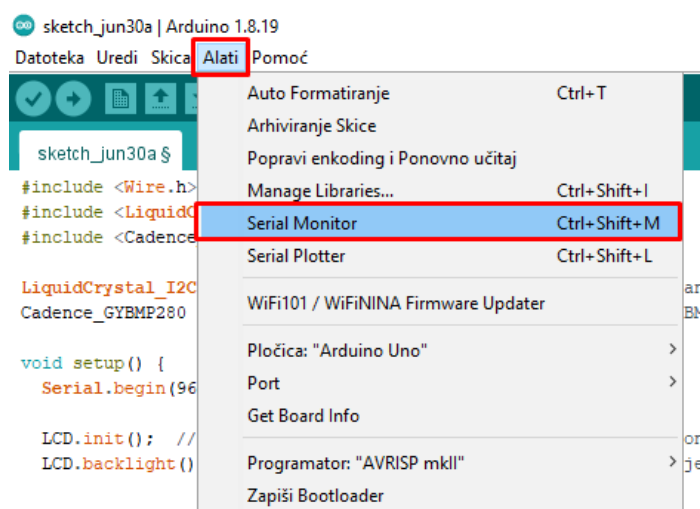 sketch_jun30a | Arduino 1.8.19
Datoteka Uredi Skica Alati Pomoć
Auto Formatiranje Ctrl+T
Arhiviranje Skice
sketch_jun30a §
Popravi enkoding i Ponovno učitaj
#include <Wire.h>
Manage Libraries... Ctrl+Shift+I
#include <LiquidC
Serial Monitor Ctrl+Shift+M
#include <Cadence
Serial Plotter Ctrl+Shift+L
LiquidCrystal_I2C
WiFi101 / WiFiNINA Firmware Updater
Cadence_GYBMP280
Pločica: "Arduino Uno"
void setup() {
Port
Serial.begin(96
Get Board Info
LCD.init(); //
LCD.backlight()
Programator: "AVRISP mkII"
Zapiši Bootloader